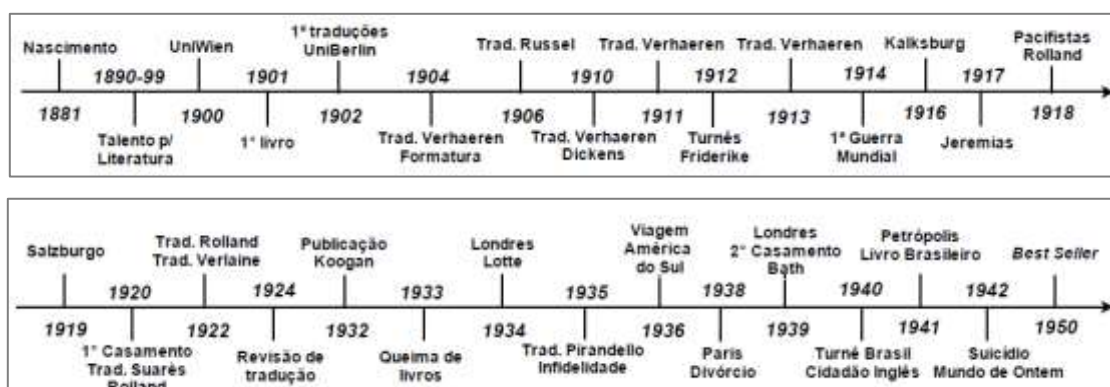 1ª traduções
Nascimento UniWien UniBerlin Trad. Russel Trad. Verhaeren Trad. Verhaeren Kalksburg Pacifistas
Rolland
1890-99 1901 1904 1910 1912 1914 1917
1881 1900 1902 1906 1911 1913 1916 1918
Talento p/
Literatura
1º livro
Trad. Verhaeren
Formatura
Trad. Verhaeren
Dickens
Turnês
Friderike
1ª Guerra
Mundial
Jeremias
Salzburgo
Trad. Rolland
Trad. Verlaine
Publicação
Koogan
Londres
Lotte
Viagem
América
do Sul
Londres
2º Casamento
Bath
Petrópolis
Livro Brasileiro
Best Seller
1920 1924 1933 1935 1938 1940 1942
1919 1922 1932 1934 1936 1939 1941 1950
1º Casamento
Trad. Suarès
Rolland
Revisão de
tradução
Queima de
livros
Trad. Pirandello
Infidelidade
Paris
Divórcio
Turnê Brasil
Cidadão Inglês
Suicídio
Mundo de Ontem